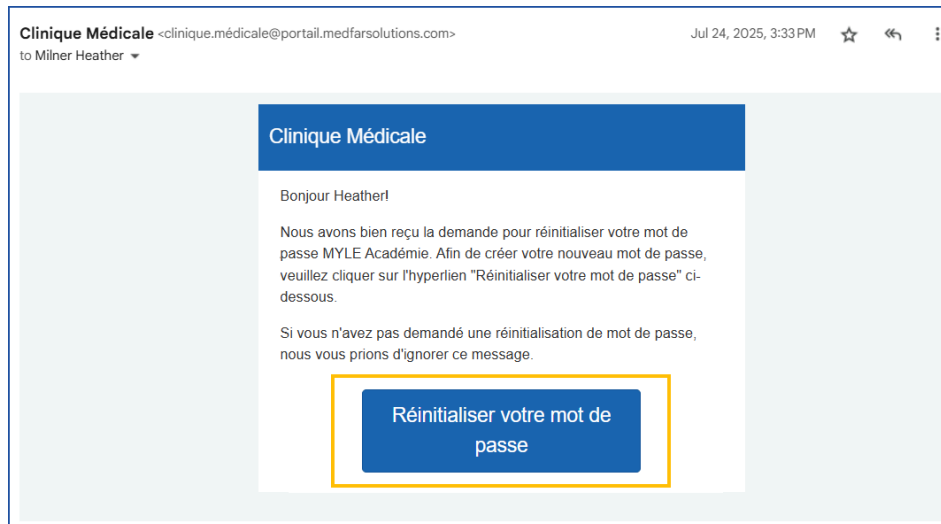 Clinique Médicale <clinique.médicale@portail.medfarsolutions.com>
Jul 24, 2025, 3:33 PM
to Milner Heather
Clinique Médicale
Bonjour Heather!
Nous avons bien reçu la demande pour réinitialiser votre mot de
passe MYLE Académie. Afin de créer votre nouveau mot de passe,
veuillez cliquer sur l'hyperlien "Réinitialiser votre mot de passe" ci-
dessous.
Si vous n'avez pas demandé une réinitialisation de mot de passe,
nous vous prions d'ignorer ce message.
Réinitialiser votre mot de
passe